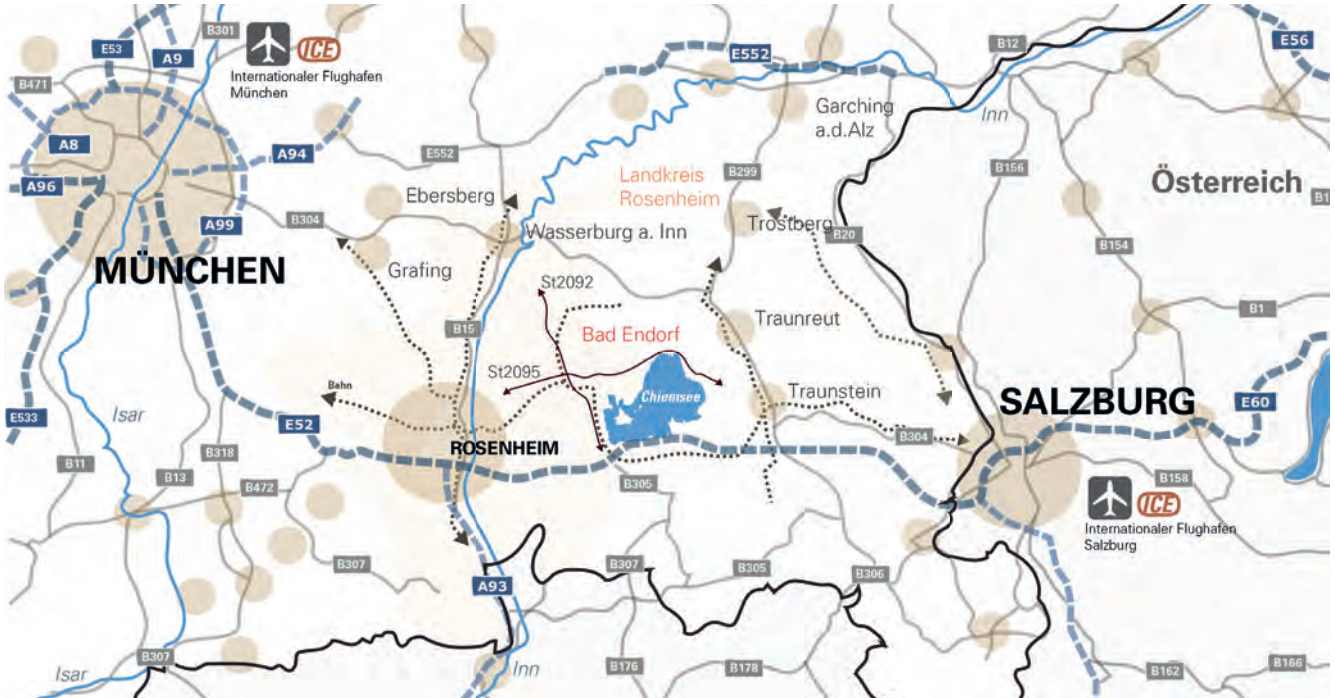 B301
E53
A9
ICE
Internationaler Flughafen
München
B471
A8
A96
A94
A99
MÜNCHEN
B304
E552
Ebersberg
Grafing
Wasserburg a. Inn
E552
Garching
a.d.Alz
Inn
B12
E56
Landkreis
Rosenheim
B299
Trostberg
B20
B156
B154
Österreich
B1
St2092
Bad Endorf
B15
St2095
Chiemsee
Traunreut
Traunstein
Bahn
ROSENHEIM
SALZBURG
B1
E60
B304
E533
Isar
E52
B11
B13
B318
B472
B305
B158
ICE
Internationaler Flughafen
Salzburg
B307
A93
B307
B305
B306
Isar
B307
Inn
B176
B178
B162
B166